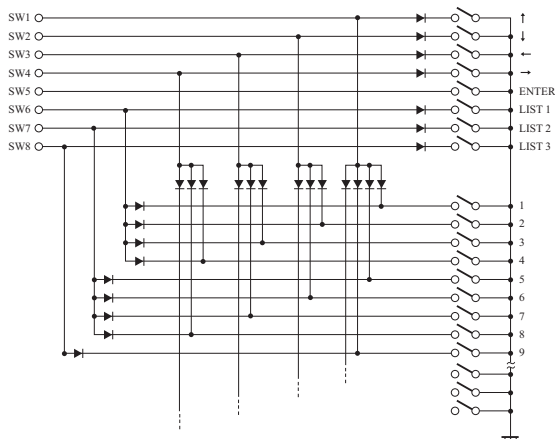 SW1 ↑
SW2 ↓
SW3 ←
SW4 →
SW5 ENTER
SW6 LIST 1
SW7 LIST 2
SW8 LIST 3
1
2
3
4
5
6
7
8
9